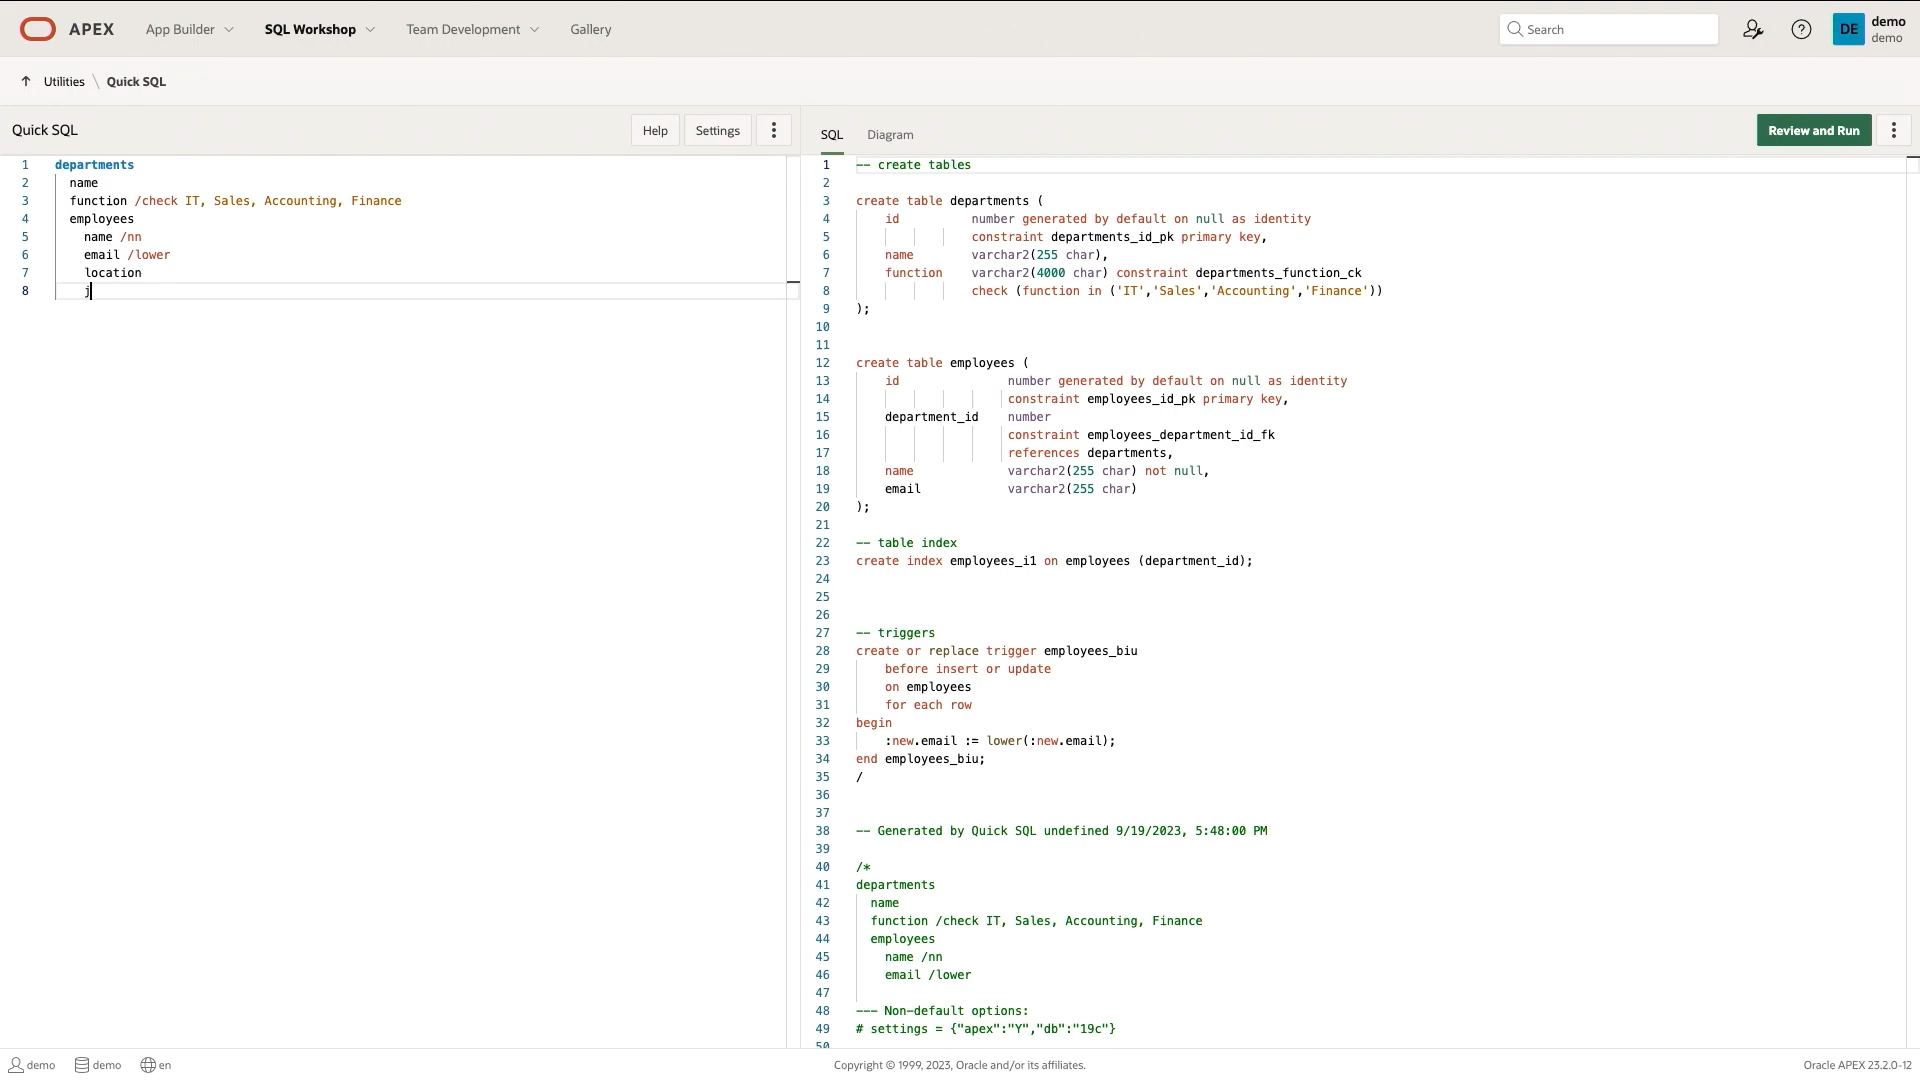 APEX App Builder SQL Workshop Team Development Gallery Search DE demo
demo
Utilities \ Quick SQL
Quick SQL Help Settings SQL Diagram Review and Run
1 departments
2 name
3 function /check IT, Sales, Accounting, Finance
4 employees
5 name /nn
6 email /lower
7 location
8 j
1 -- create tables
2
3 create table departments (
4 id number generated by default on null as identity
5 constraint departments_id_pk primary key,
6 name varchar2(255 char),
7 function varchar2(4000 char) constraint departments_function_ck
8 check (function in ('IT','Sales','Accounting','Finance'))
9 );
10
11
12 create table employees (
13 id number generated by default on null as identity
14 constraint employees_id_pk primary key,
15 department_id number
16 constraint employees_department_id_fk
17 references departments,
18 name varchar2(255 char) not null,
19 email varchar2(255 char)
20 );
21
22 -- table index
23 create index employees_i1 on employees (department_id);
24
25
26
27 -- triggers
28 create or replace trigger employees_biu
29 before insert or update
30 on employees
31 for each row
32 begin
33 :new.email := lower(:new.email);
34 end employees_biu;
35 /
36
37
38 -- Generated by Quick SQL undefined 9/19/2023, 5:48:00 PM
39
40 /*
41 departments
42 name
43 function /check IT, Sales, Accounting, Finance
44 employees
45 name /nn
46 email /lower
47
48 --- Non-default options:
49 # settings = {"apex":"Y","db":"19c"}
50
demo demo en Copyright © 1999, 2023, Oracle and/or its affiliates. Oracle APEX 23.2.0-12